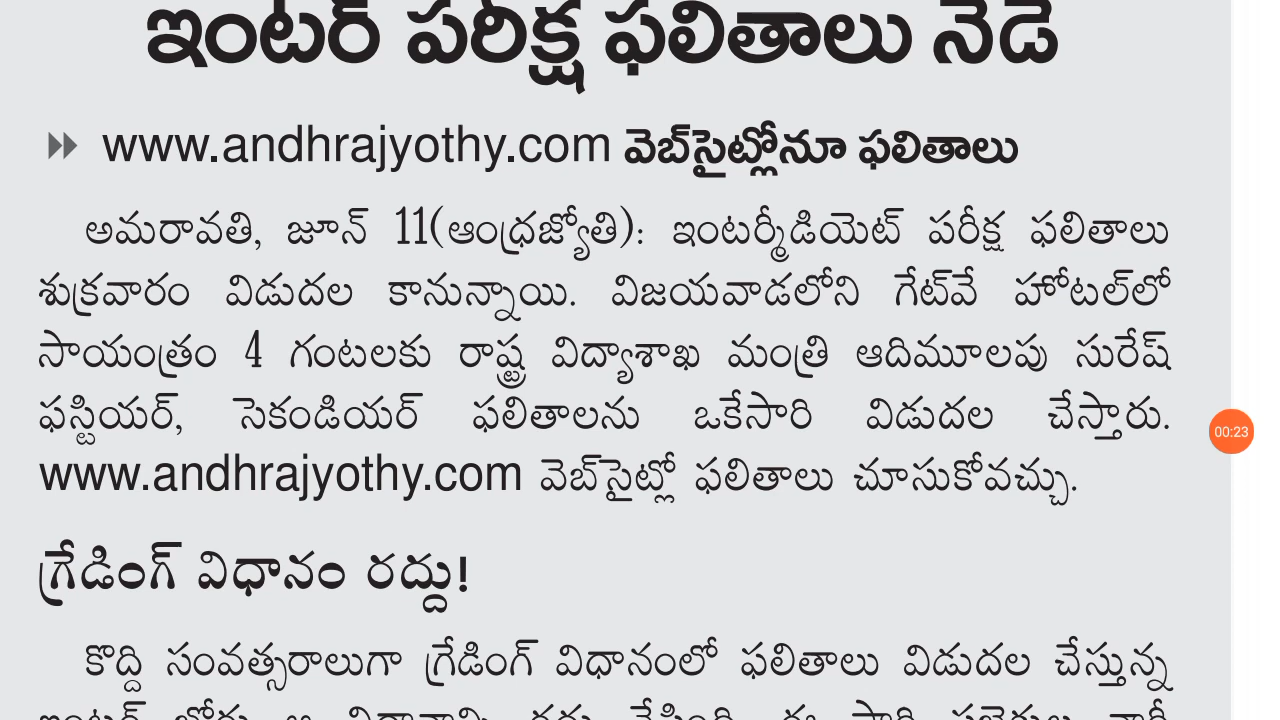 ఇంటర్ పరీక్ష ఫలితాలు నేడే
www.andhrajyothy.com వెబ్‌సైట్లోనూ ఫలితాలు
అమరావతి, జూన్ 11(ఆంధ్రజ్యోతి): ఇంటర్మీడియెట్ పరీక్ష ఫలితాలు
శుక్రవారం విడుదల కానున్నాయి. విజయవాడలోని గేట్‌వే హోటల్‌లో
సాయంత్రం 4 గంటలకు రాష్ట్ర విద్యాశాఖ మంత్రి ఆదిమూలపు సురేష్
ఫస్టియర్, సెకండియర్ ఫలితాలను ఒకేసారి విడుదల చేస్తారు.
www.andhrajyothy.com వెబ్‌సైట్లో ఫలితాలు చూసుకోవచ్చు.
00:23
గ్రేడింగ్ విధానం రద్దు!
కొద్ది సంవత్సరాలుగా గ్రేడింగ్ విధానంలో ఫలితాలు విడుదల చేస్తున్న